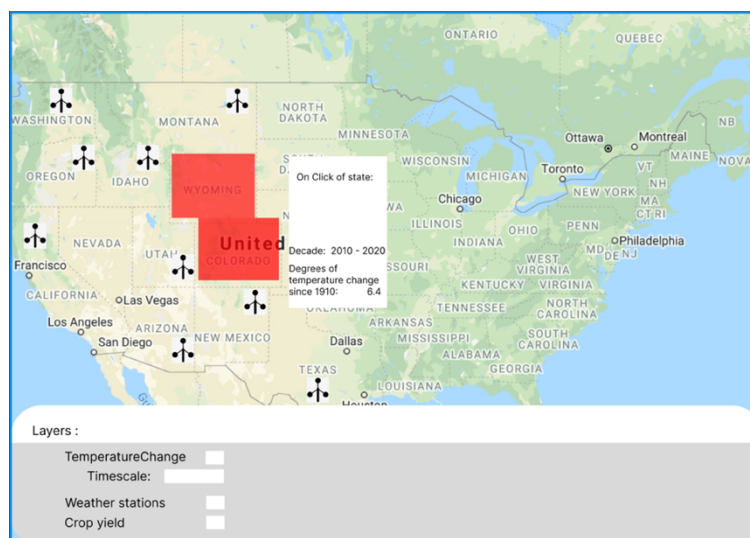 ONTARIO
QUEBEC
WASHINGTON
MONTANA
NORTH
DAKOTA
MINNESOTA
Ottawa
Montreal
NB
MAINE
NOVA
OREGON
IDAHO
WYOMING
On Click of state:
WISCONSIN
MICHIGAN
Toronto
VT
NH
NEW YORK
MA
CT RI
Chicago
ILLINOIS
INDIANA
OHIO
PENN
Philadelphia
MD
DE
NJ
NEVADA
UTAH
United
COLORADO
Decade: 2010 - 2020
Degrees of
temperature change
since 1910: 6.4
SSOURI
WEST
VIRGINIA
KENTUCKY
VIRGINIA
Francisco
CALIFORNIA
Las Vegas
OKLAHOMA
TENNESSEE
NORTH
CAROLINA
Los Angeles
ARIZONA
NEW MEXICO
ARKANSAS
MISSISSIPPI
SOUTH
CAROLINA
San Diego
Dallas
ALABAMA
GEORGIA
TEXAS
LOUISIANA
Houston
Layers :
TemperatureChange
Timescale:
Weather stations
Crop yield